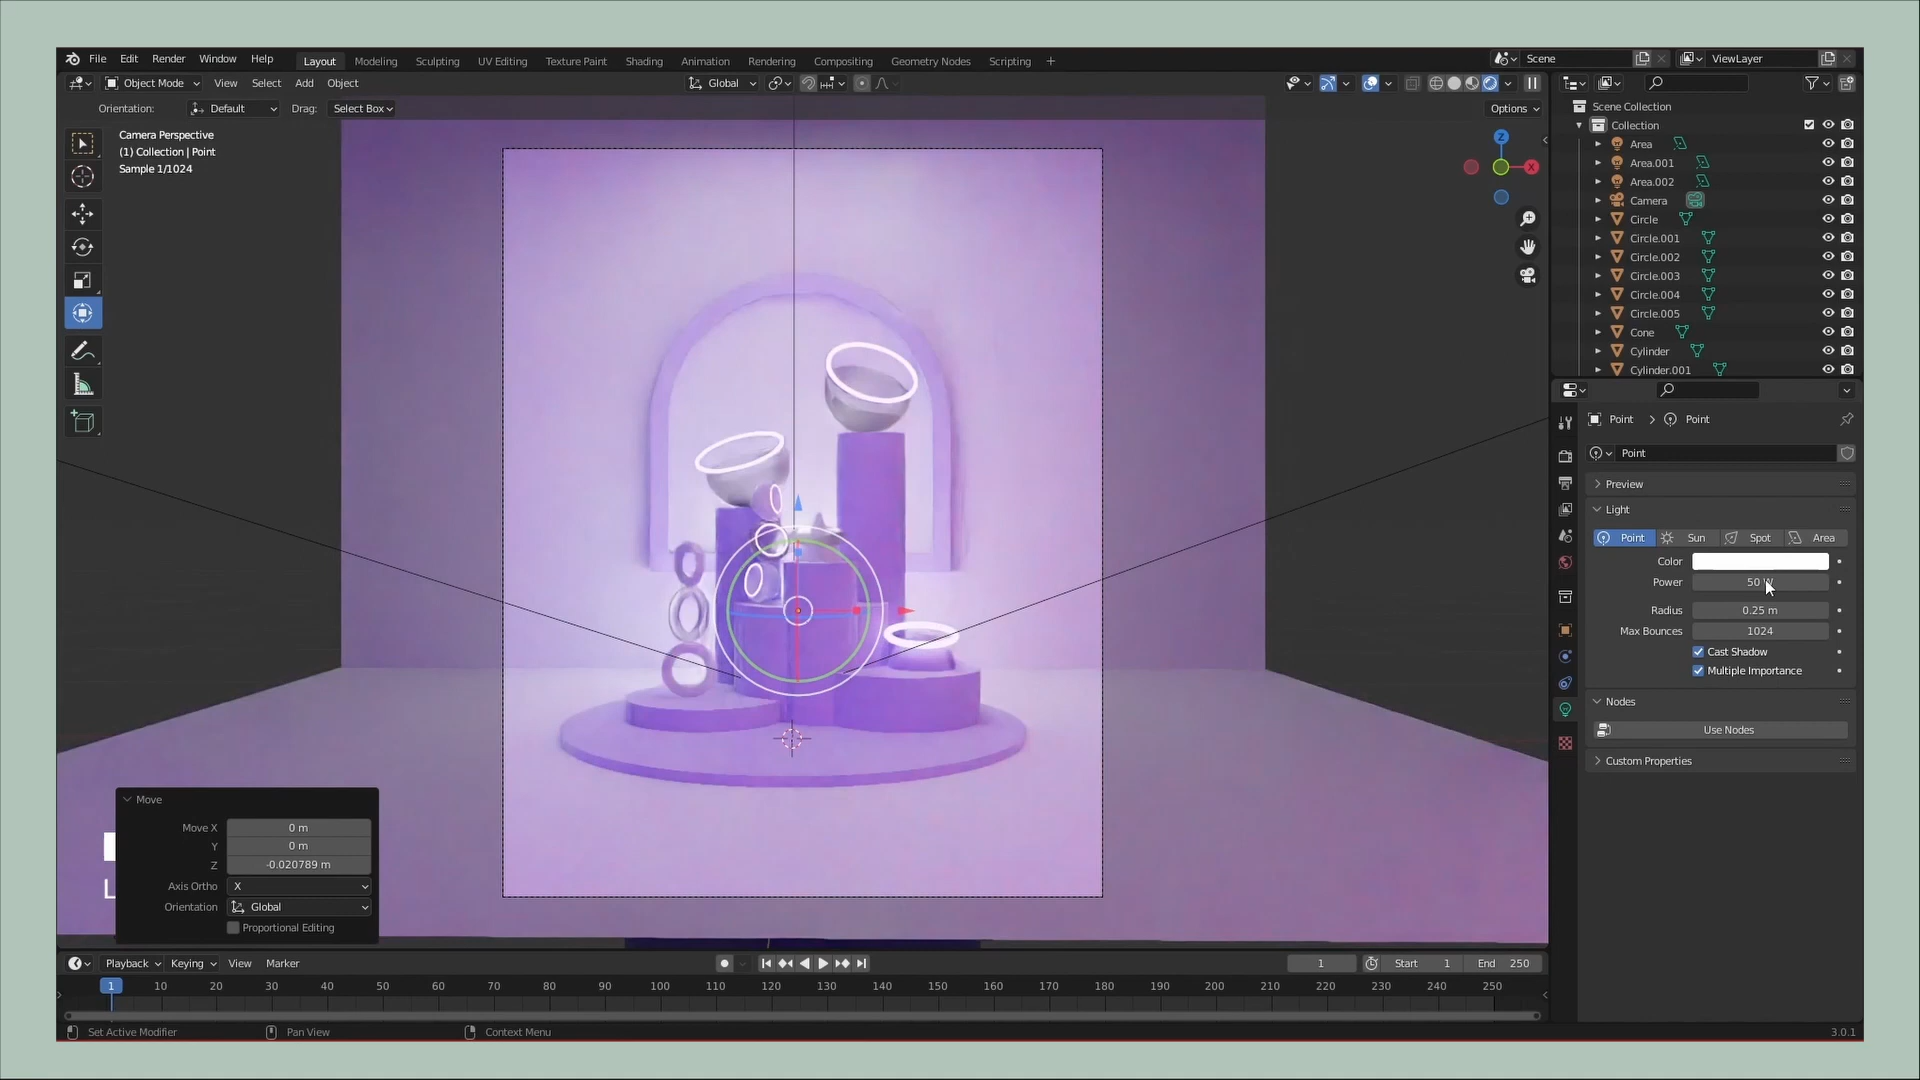 File Edit Render Window Help Layout Modeling Sculpting UV Editing Texture Paint Shading Animation Rendering Compositing Geometry Nodes Scripting + Scene ViewLayer
Object Mode View Select Add Object Global
Orientation: Default Drag: Select Box Options
Camera Perspective
(1) Collection | Point
Sample 1/1024
Z
X
Scene Collection
Collection
Area
Area.001
Area.002
Camera
Circle
Circle.001
Circle.002
Circle.003
Circle.004
Circle.005
Cone
Cylinder
Cylinder.001
Point Point
Point
Preview
Light
Point Sun Spot Area
Color
Power 50 W
Radius 0.25 m
Max Bounces 1024
Cast Shadow
Multiple Importance
Nodes
Use Nodes
Custom Properties
Move
Move X 0 m
Y 0 m
Z -0.020789 m
Axis Ortho X
Orientation Global
Proportional Editing
Playback Keying View Marker 1 Start 1 End 250
1 10 20 30 40 50 60 70 80 90 100 110 120 130 140 150 160 170 180 190 200 210 220 230 240 250
Set Active Modifier Pan View Context Menu 3.0.1